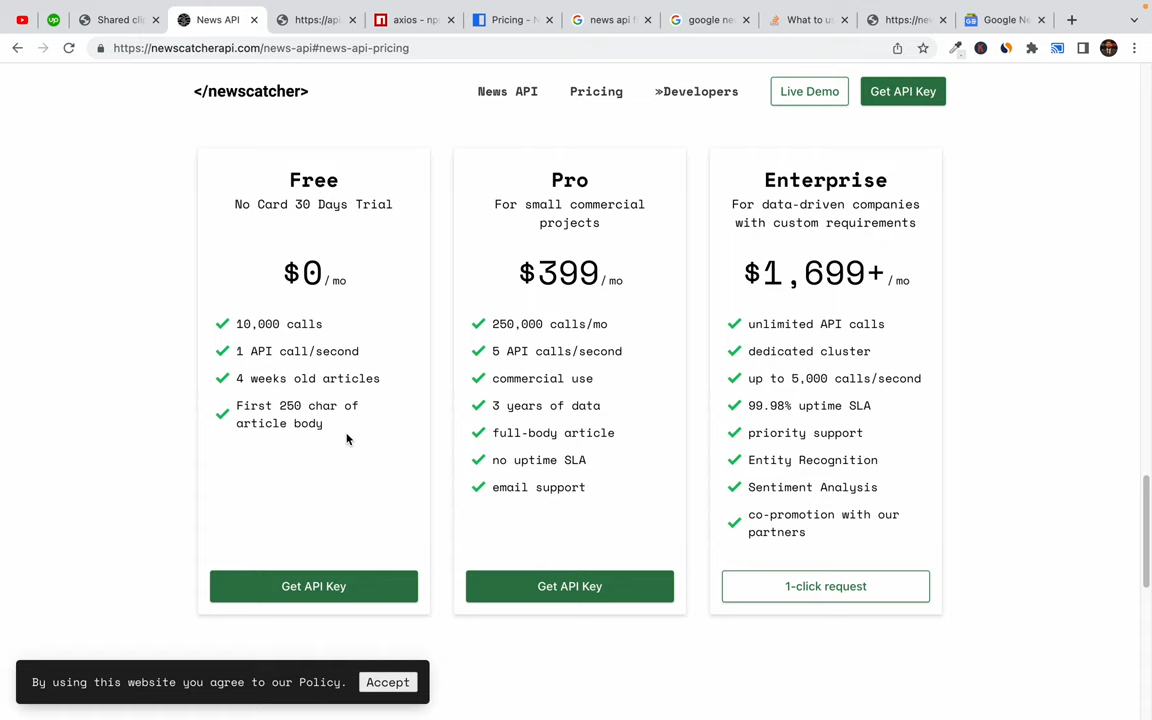 Shared cli
News API
https://api
axios - np
Pricing - N
news api f
google ne
What to us
https://ne
Google Ne
https://newscatcherapi.com/news-api#news-api-pricing
</newscatcher>
News API
Pricing
»Developers
Live Demo
Get API Key
Free
No Card 30 Days Trial
$0/mo
10,000 calls
1 API call/second
4 weeks old articles
First 250 char of
article body
Get API Key
Pro
For small commercial
projects
$399/mo
250,000 calls/mo
5 API calls/second
commercial use
3 years of data
full-body article
no uptime SLA
email support
Get API Key
Enterprise
For data-driven companies
with custom requirements
$1,699+/mo
unlimited API calls
dedicated cluster
up to 5,000 calls/second
99.98% uptime SLA
priority support
Entity Recognition
Sentiment Analysis
co-promotion with our
partners
1-click request
By using this website you agree to our Policy.
Accept